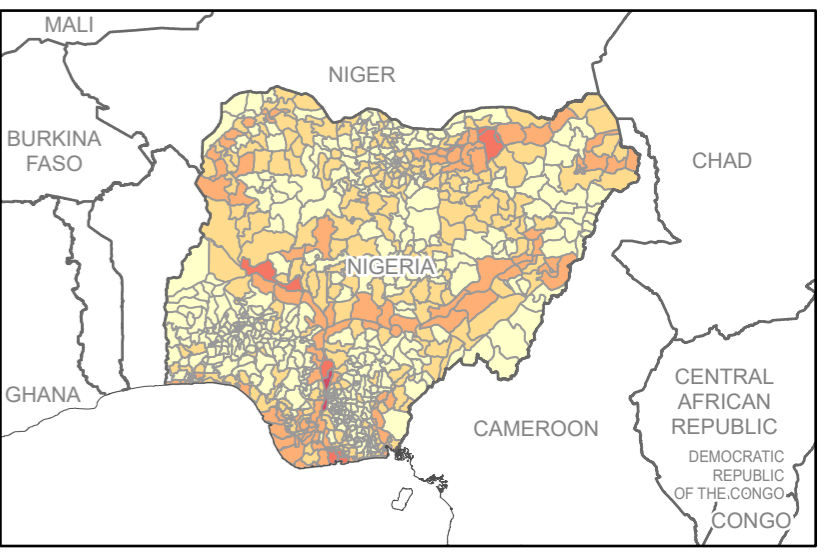 MALI
NIGER
BURKINA
FASO
CHAD
NIGERIA
GHANA
CENTRAL
AFRICAN
REPUBLIC
CAMEROON
DEMOCRATIC
REPUBLIC
OF THE CONGO
CONGO